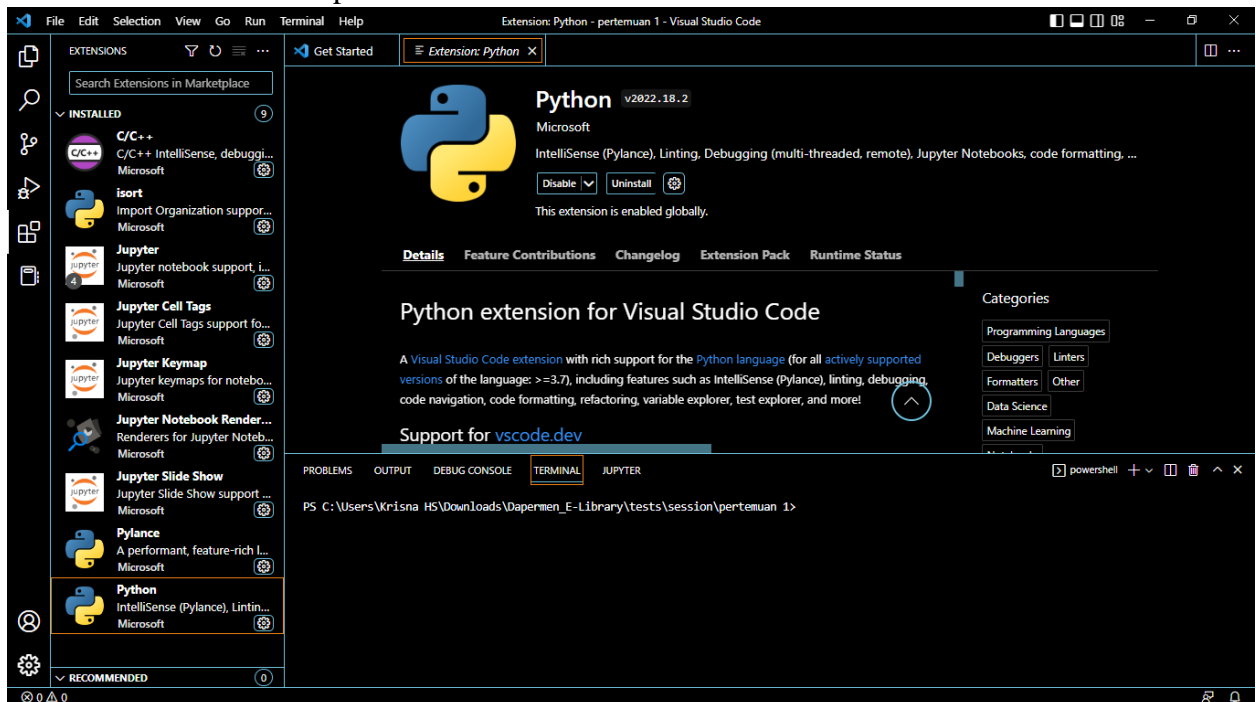 File Edit Selection View Go Run Terminal Help
Extension: Python - pertemuan 1 - Visual Studio Code
EXTENSIONS
Search Extensions in Marketplace
INSTALLED 9
C/C++
C/C++
C/C++ IntelliSense, debuggi...
Microsoft
isort
Import Organization suppor...
Microsoft
jupyter
4
Jupyter
Jupyter notebook support, i...
Microsoft
jupyter
Jupyter Cell Tags
Jupyter Cell Tags support fo...
Microsoft
jupyter
Jupyter Keymap
Jupyter keymaps for notebo...
Microsoft
Jupyter Notebook Render...
Renderers for Jupyter Noteb...
Microsoft
jupyter
Jupyter Slide Show
Jupyter Slide Show support ...
Microsoft
Pylance
A performant, feature-rich l...
Microsoft
Python
IntelliSense (Pylance), Lintin...
Microsoft
RECOMMENDED 0
Get Started Extension: Python
Python v2022.18.2
Microsoft
IntelliSense (Pylance), Linting, Debugging (multi-threaded, remote), Jupyter Notebooks, code formatting, ...
Disable Uninstall
This extension is enabled globally.
Details Feature Contributions Changelog Extension Pack Runtime Status
Python extension for Visual Studio Code
A Visual Studio Code extension with rich support for the Python language (for all actively supported
versions of the language: >=3.7), including features such as IntelliSense (Pylance), linting, debugging,
code navigation, code formatting, refactoring, variable explorer, test explorer, and more!
Support for vscode.dev
Categories
Programming Languages
Debuggers Linters
Formatters Other
Data Science
Machine Learning
PROBLEMS OUTPUT DEBUG CONSOLE TERMINAL JUPYTER
powershell
PS C:\Users\Krisna HS\Downloads\Dapermen_E-Library\tests\session\pertemuan 1>
0 0